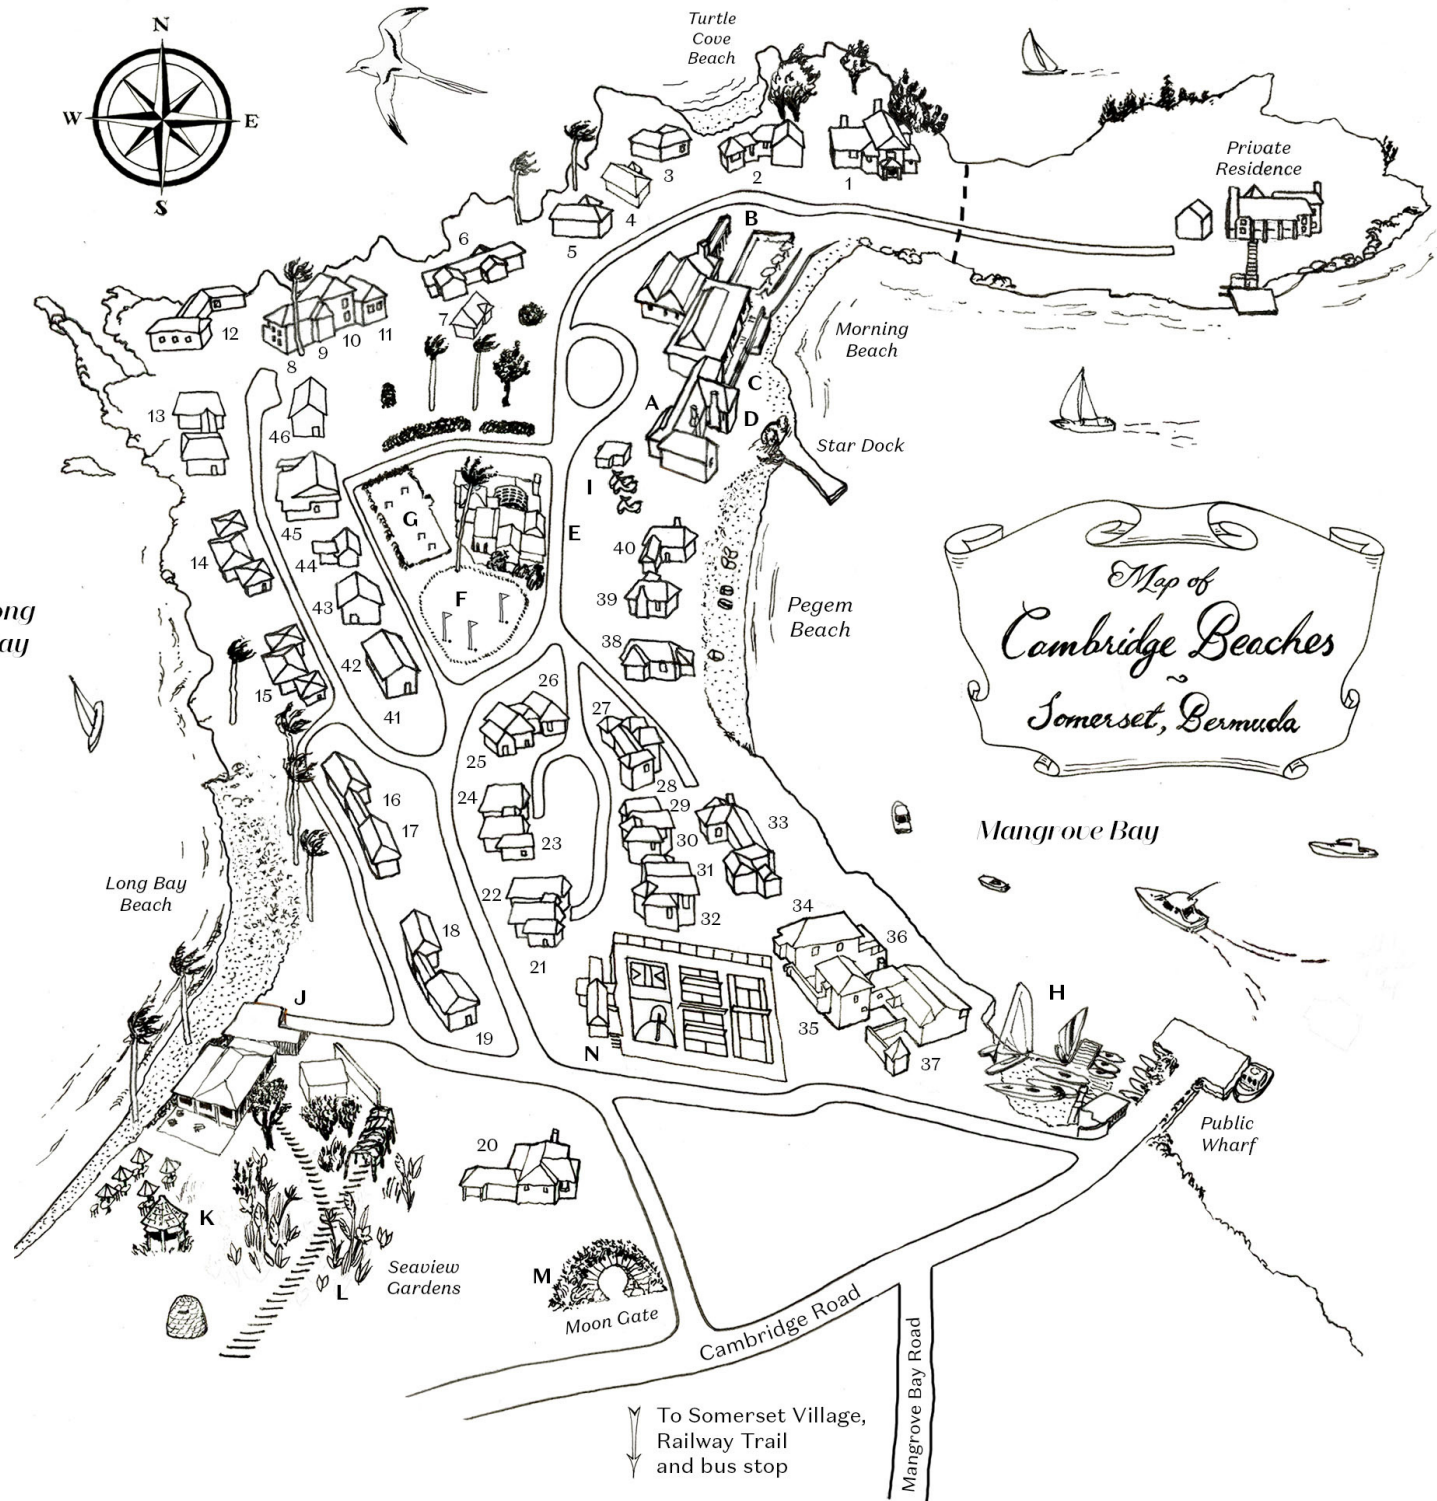 N
W
E
S
Turtle
Cove
Beach
Private
Residence
1
2
3
4
5
6
7
8
9
10
11
12
13
14
15
16
17
18
19
20
21
22
23
24
25
26
27
28
29
30
31
32
33
34
35
36
37
38
39
40
41
42
43
44
45
46
A
B
C
D
E
F
G
H
I
J
K
L
M
N
Morning
Beach
Star Dock
Pegem
Beach
Map of
Cambridge Beaches
~
Somerset, Bermuda
ong
ay
Mangrove Bay
Long Bay
Beach
Public
Wharf
Seaview
Gardens
Moon Gate
Cambridge Road
Mangrove Bay Road
To Somerset Village,
Railway Trail
and bus stop